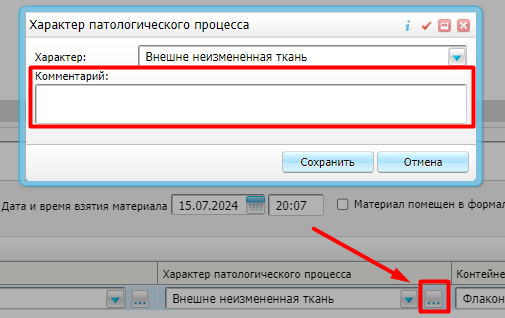 Характер патологического процесса
Характер: Внешне неизмененная ткань
Комментарий:
Сохранить Отмена
Дата и время взятия материала 15.07.2024 20:07 Материал помещен в формал
Характер патологического процесса Контейне
... Внешне неизмененная ткань ... Флакон